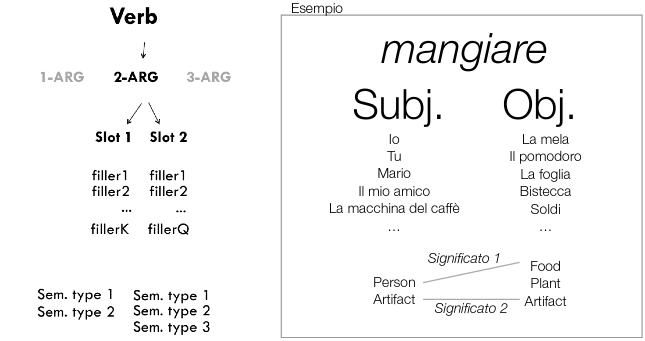 Verb
1-ARG 2-ARG 3-ARG
Slot 1 Slot 2
filler1 filler1
filler2 filler2
... ...
fillerK fillerQ
Sem. type 1 Sem. type 1
Sem. type 2 Sem. type 2
Sem. type 3
Esempio
mangiare
Subj. Obj.
Io La mela
Tu Il pomodoro
Mario La foglia
Il mio amico Bistecca
La macchina del caffè Soldi
... ...
Significato 1
Person Food
Plant
Artifact Artifact
Significato 2